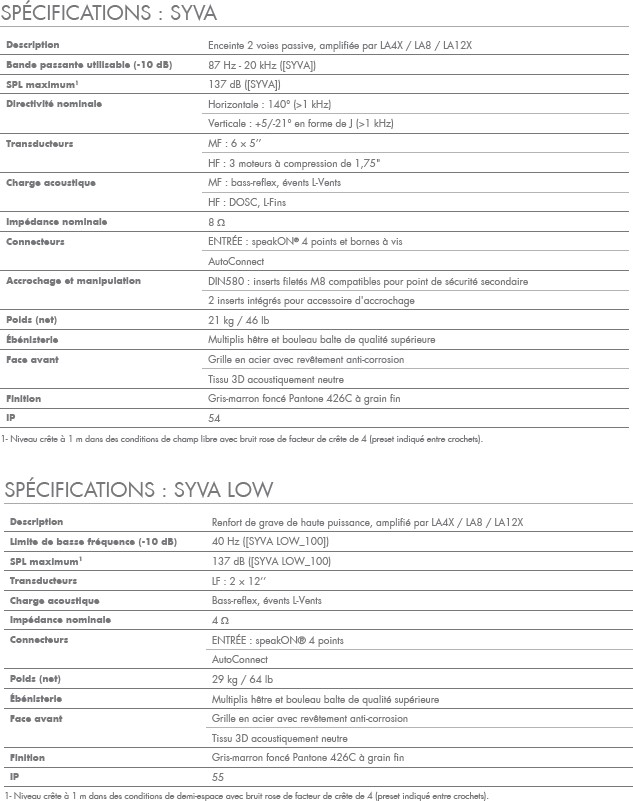 SPÉCIFICATIONS : SYVA
Description Enceinte 2 voies passive, amplifiée par LA4X / LA8 / LA12X
Bande passante utilisable (-10 dB) 87 Hz - 20 kHz ([SYVA])
SPL maximum¹ 137 dB ([SYVA])
Directivité nominale Horizontale : 140° (>1 kHz)
Verticale : +5/-21° en forme de J (>1 kHz)
Transducteurs MF : 6 × 5’’
HF : 3 moteurs à compression de 1,75"
Charge acoustique MF : bass-reflex, évents L-Vents
HF : DOSC, L-Fins
Impédance nominale 8 Ω
Connecteurs ENTRÉE : speakON® 4 points et bornes à vis
AutoConnect
Accrochage et manipulation DIN580 : inserts filetés M8 compatibles pour point de sécurité secondaire
2 inserts intégrés pour accessoire d'accrochage
Poids (net) 21 kg / 46 lb
Ébénisterie Multiplis hêtre et bouleau balte de qualité supérieure
Face avant Grille en acier avec revêtement anti-corrosion
Tissu 3D acoustiquement neutre
Finition Gris-marron foncé Pantone 426C à grain fin
IP 54
1- Niveau crête à 1 m dans des conditions de champ libre avec bruit rose de facteur de crête de 4 (preset indiqué entre crochets).
SPÉCIFICATIONS : SYVA LOW
Description Renfort de grave de haute puissance, amplifié par LA4X / LA8 / LA12X
Limite de basse fréquence (-10 dB) 40 Hz ([SYVA LOW_100])
SPL maximum¹ 137 dB ([SYVA LOW_100)
Transducteurs LF : 2 × 12’’
Charge acoustique Bass-reflex, évents L-Vents
Impédance nominale 4 Ω
Connecteurs ENTRÉE : speakON® 4 points
AutoConnect
Poids (net) 29 kg / 64 lb
Ébénisterie Multiplis hêtre et bouleau balte de qualité supérieure
Face avant Grille en acier avec revêtement anti-corrosion
Tissu 3D acoustiquement neutre
Finition Gris-marron foncé Pantone 426C à grain fin
IP 55
1- Niveau crête à 1 m dans des conditions de demi-espace avec bruit rose de facteur de crête de 4 (preset indiqué entre crochets).